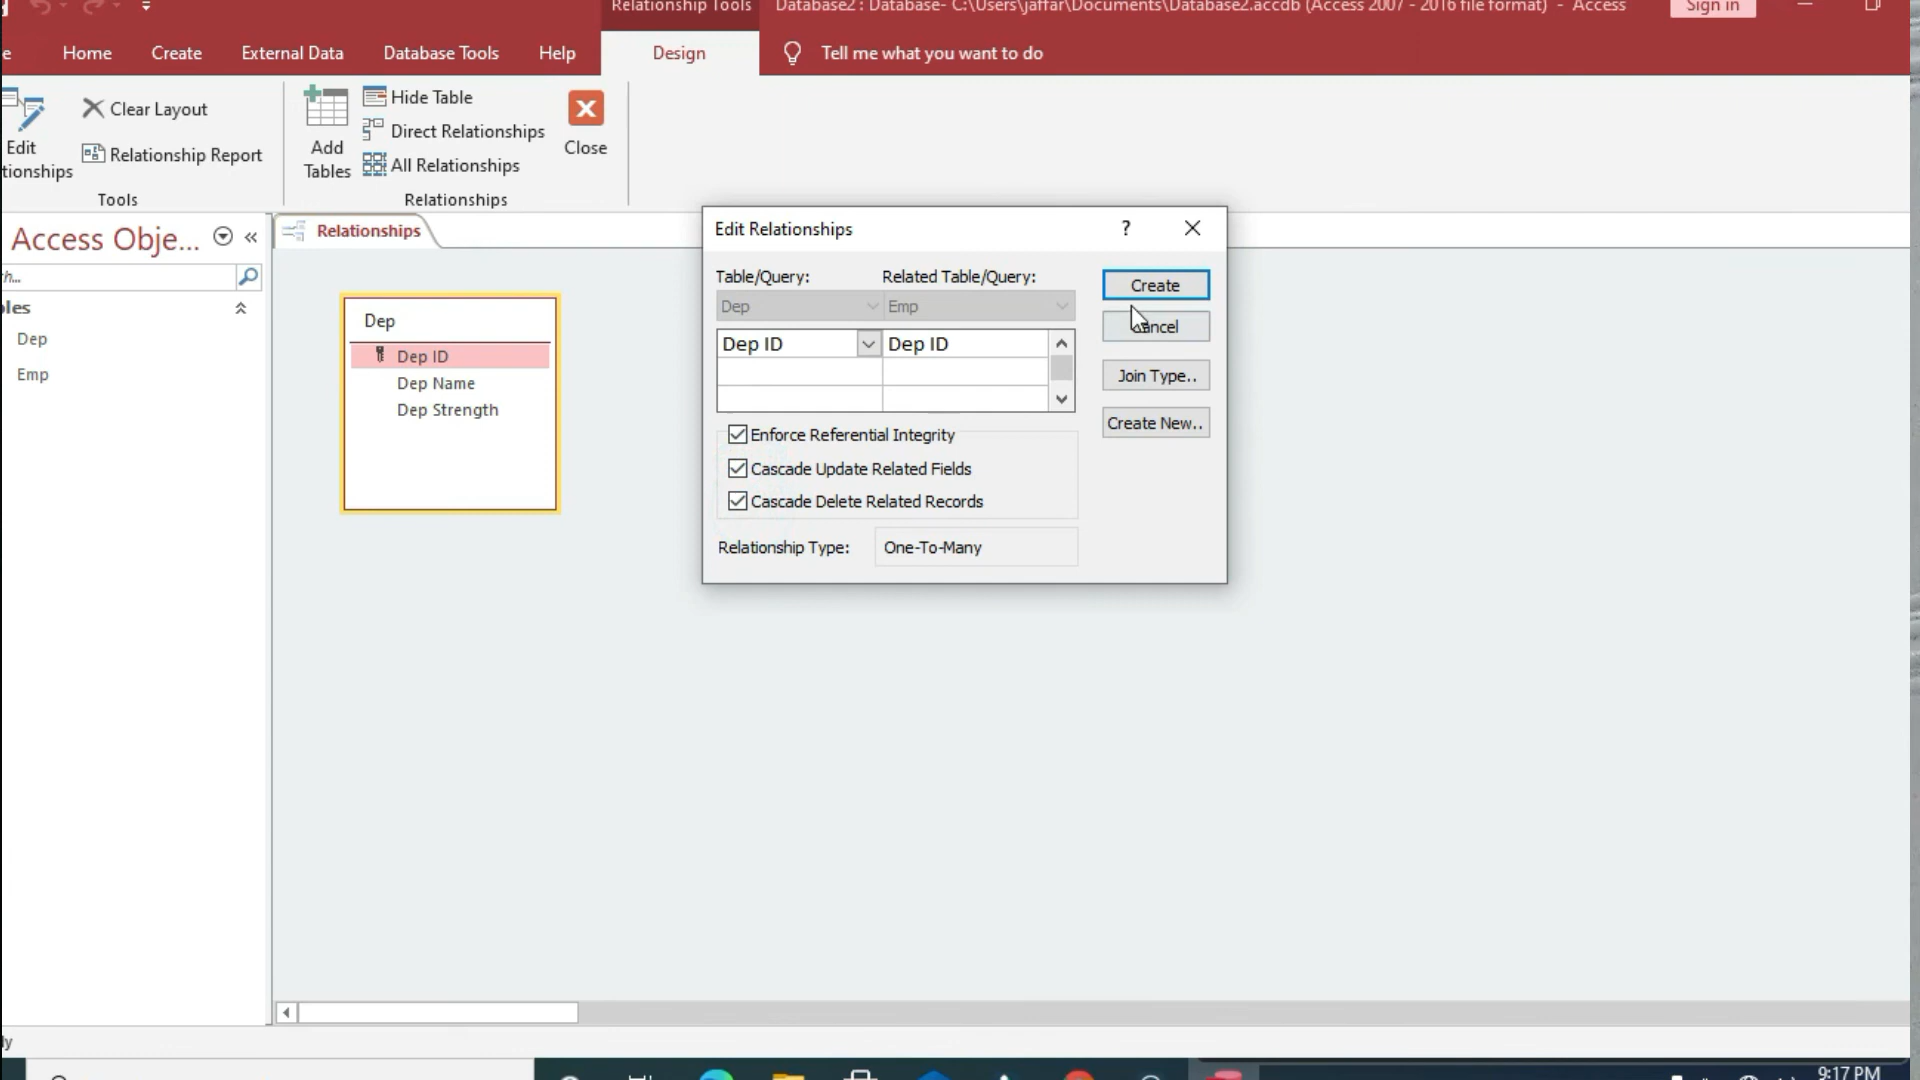 Relationship Tools
Database2 : Database- C:\Users\jaffar\Documents\Database2.accdb (Access 2007 - 2016 file format) - Access
Sign in
e
Home
Create
External Data
Database Tools
Help
Design
Tell me what you want to do
Edit
tionships
Clear Layout
Relationship Report
Tools
Add
Tables
Hide Table
Direct Relationships
All Relationships
Relationships
Close
Access Obje...
h...
les
Dep
Emp
Relationships
Dep
Dep ID
Dep Name
Dep Strength
Edit Relationships
?
Table/Query:
Related Table/Query:
Dep
Emp
Dep ID
Dep ID
Enforce Referential Integrity
Cascade Update Related Fields
Cascade Delete Related Records
Relationship Type:
One-To-Many
Create
Join Type..
Create New..
9:17 PM